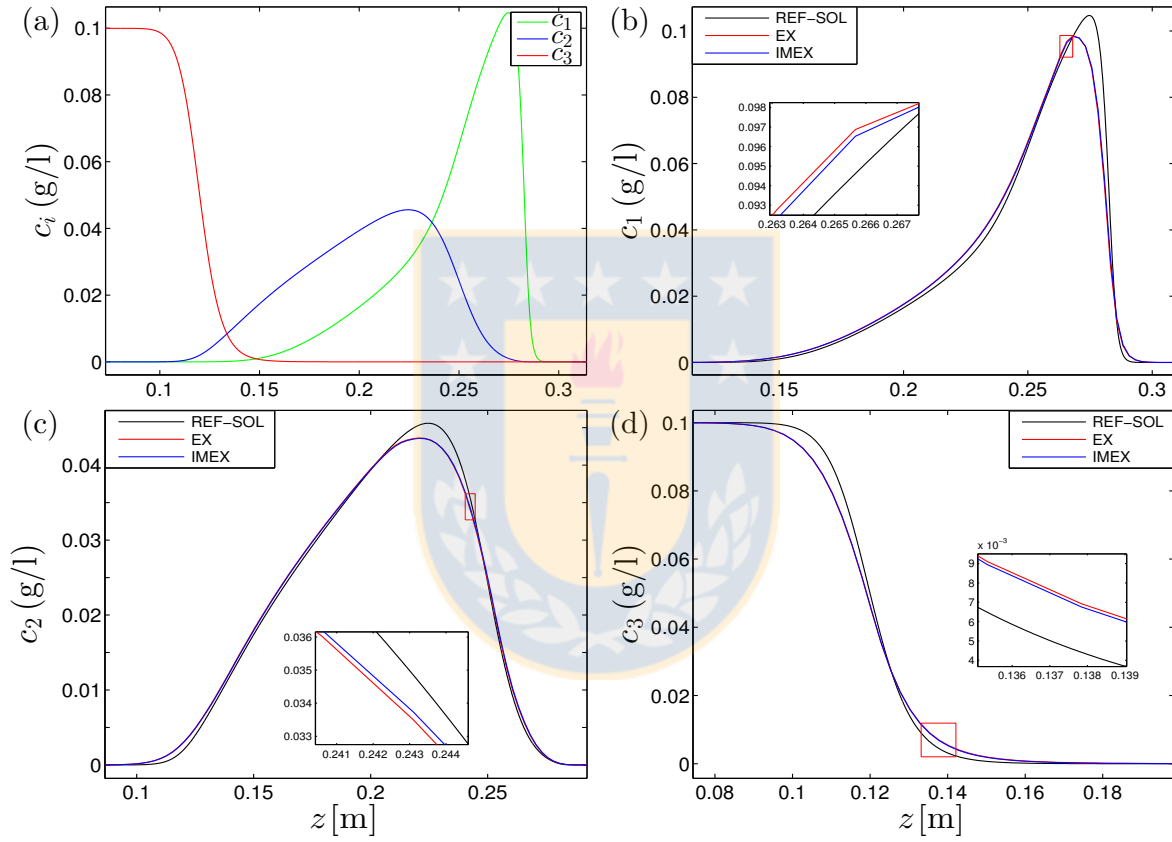 (a)
c1
c2
c3
0.1
0.08
0.06
0.04
0.02
0
ci (g/l)
0.1 0.15 0.2 0.25 0.3
(b)
REF-SOL
EX
IMEX
0.1
0.08
0.06
0.04
0.02
0
c1 (g/l)
0.098
0.097
0.096
0.095
0.094
0.093
0.263 0.264 0.265 0.266 0.267
0.15 0.2 0.25 0.3
(c)
REF-SOL
EX
IMEX
0.04
0.03
0.02
0.01
0
c2 (g/l)
0.036
0.035
0.034
0.033
0.241 0.242 0.243 0.244
0.1 0.15 0.2 0.25
z [m]
(d)
REF-SOL
EX
IMEX
0.1
0.08
0.06
0.04
0.02
0
c3 (g/l)
x 10^-3
9
8
7
6
5
4
0.136 0.137 0.138 0.139
0.08 0.1 0.12 0.14 0.16 0.18
z [m]